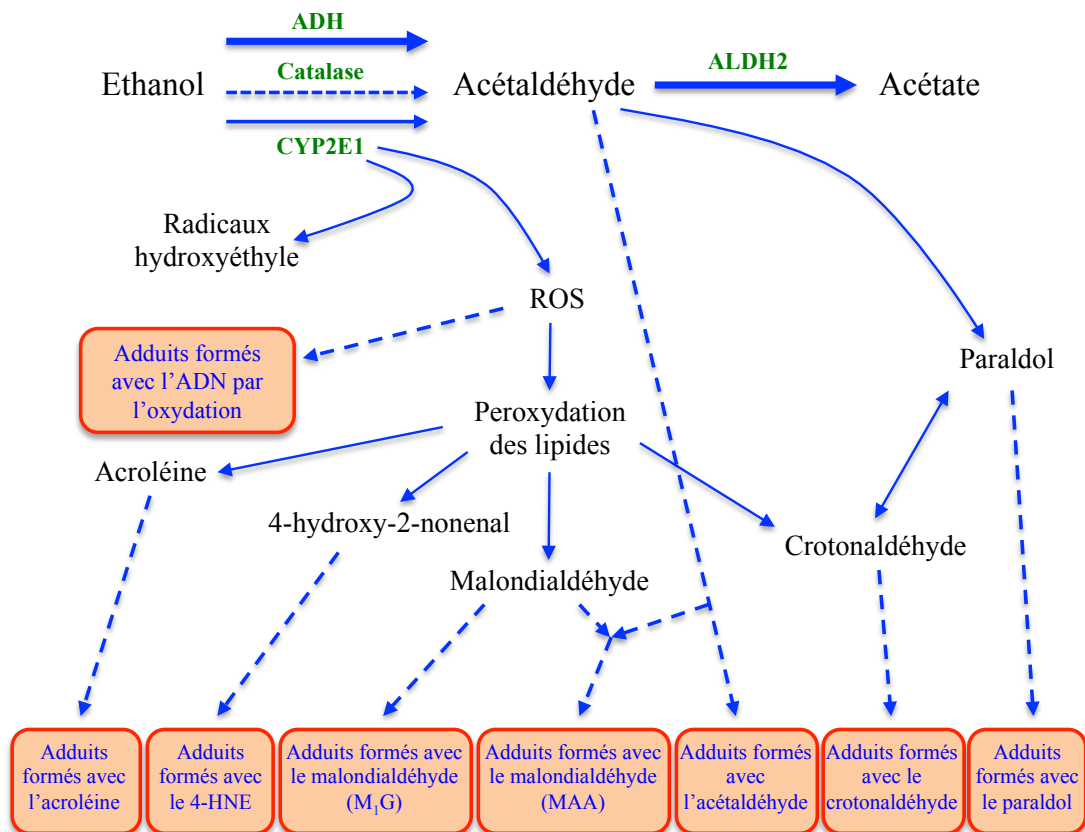 ADH
Ethanol
Catalase
Acétaldéhyde
ALDH2
Acétate
CYP2E1
Radicaux
hydroxyéthyle
ROS
Adduits formés
avec l’ADN par
l’oxydation
Paraldol
Peroxydation
des lipides
Acroléine
4-hydroxy-2-nonenal
Crotonaldéhyde
Malondialdéhyde
Adduits
formés avec
l’acroléine
Adduits
formés avec
le 4-HNE
Adduits formés avec
le malondialdéhyde
(M₁G)
Adduits formés avec
le malondialdéhyde
(MAA)
Adduits formés
avec
l’acétaldéhyde
Adduits formés
avec le
crotonaldéhyde
Adduits
formés avec
le paraldol